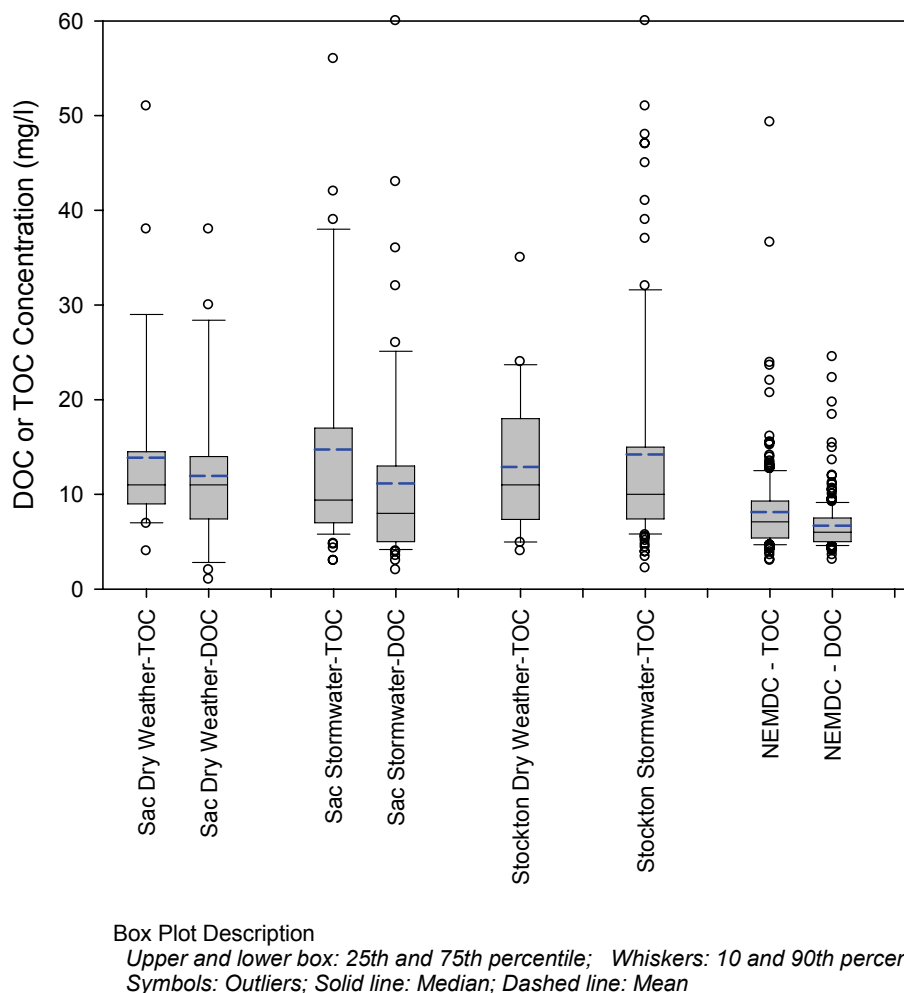 DOC or TOC Concentration (mg/l)
60
50
40
30
20
10
0
Sac Dry Weather-TOC
Sac Dry Weather-DOC
Sac Stormwater-TOC
Sac Stormwater-DOC
Stockton Dry Weather-TOC
Stockton Stormwater-TOC
NEMDC - TOC
NEMDC - DOC
Box Plot Description
Upper and lower box: 25th and 75th percentile; Whiskers: 10 and 90th percen
Symbols: Outliers; Solid line: Median; Dashed line: Mean